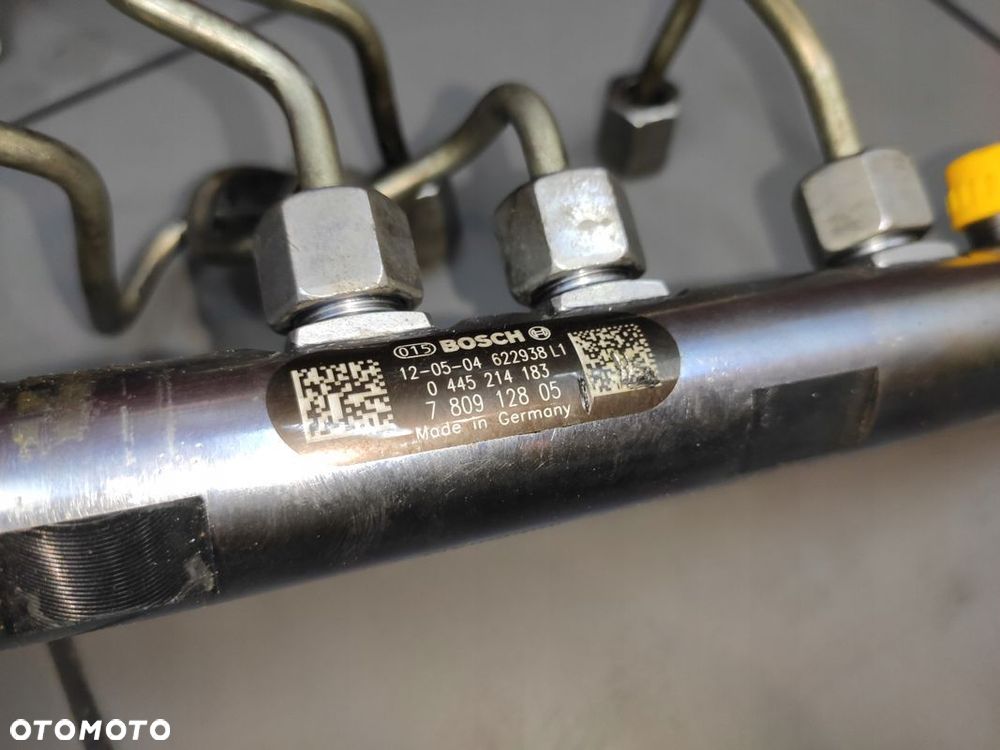 015 BOSCH
12-05-04 622938 L1
0 445 214 183
7 809 128 05
Made in Germany
OTOMOTO